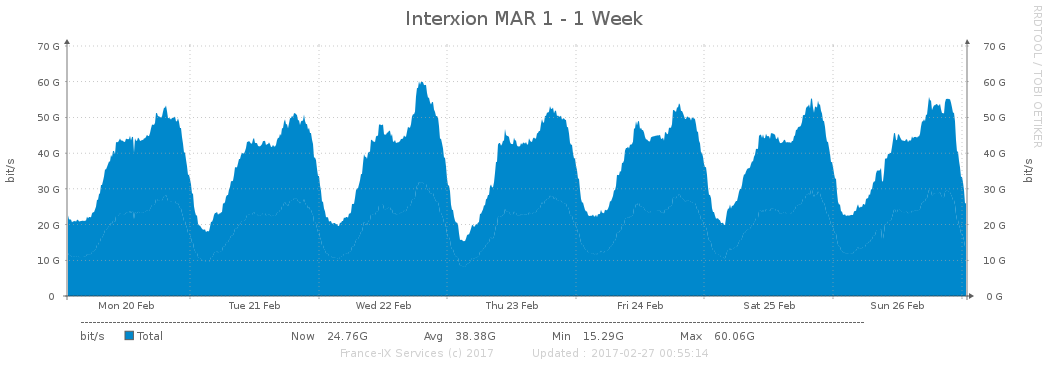 Interxion MAR 1 - 1 Week
RRDTOOL / TOBI OETIKER
bit/s
70 G 70 G
60 G 60 G
50 G 50 G
40 G 40 G
30 G 30 G
20 G 20 G
10 G 10 G
0 0 G
bit/s
Mon 20 Feb Tue 21 Feb Wed 22 Feb Thu 23 Feb Fri 24 Feb Sat 25 Feb Sun 26 Feb
bit/s Total Now 24.76G Avg 38.38G Min 15.29G Max 60.06G
France-IX Services (c) 2017 Updated : 2017-02-27 00:55:14